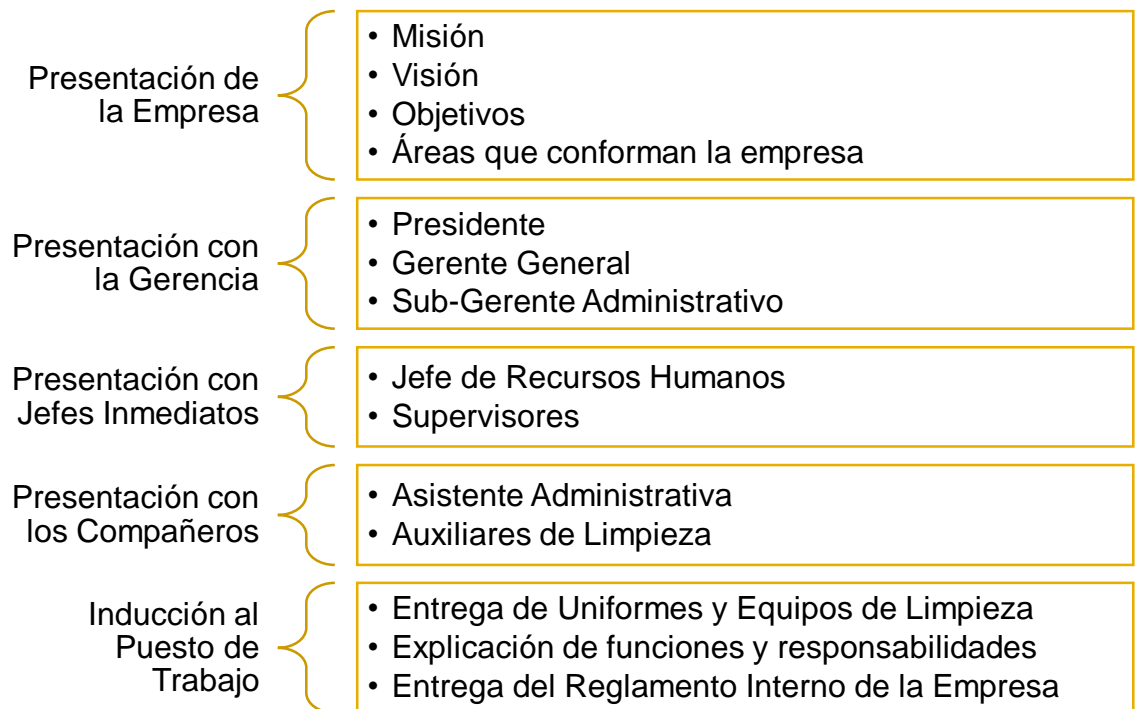 Presentación de
la Empresa
• Misión
• Visión
• Objetivos
• Áreas que conforman la empresa
Presentación con
la Gerencia
• Presidente
• Gerente General
• Sub-Gerente Administrativo
Presentación con
Jefes Inmediatos
• Jefe de Recursos Humanos
• Supervisores
Presentación con
los Compañeros
• Asistente Administrativa
• Auxiliares de Limpieza
Inducción al
Puesto de
Trabajo
• Entrega de Uniformes y Equipos de Limpieza
• Explicación de funciones y responsabilidades
• Entrega del Reglamento Interno de la Empresa